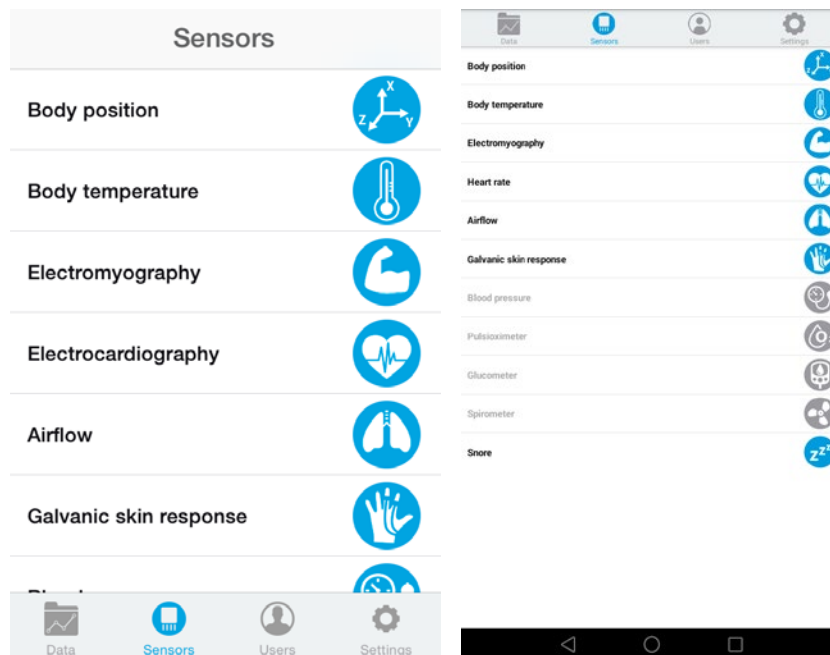 Sensors
Body position
X
Z
Y
Body temperature
Electromyography
Electrocardiography
Airflow
Galvanic skin response
Data
Sensors
Users
Settings
Data
Sensors
Users
Settings
Body position
X
Z
Body temperature
Electromyography
Heart rate
Airflow
Galvanic skin response
Blood pressure
Pulsioximeter
Glucometer
Spirometer
Snore
zzz